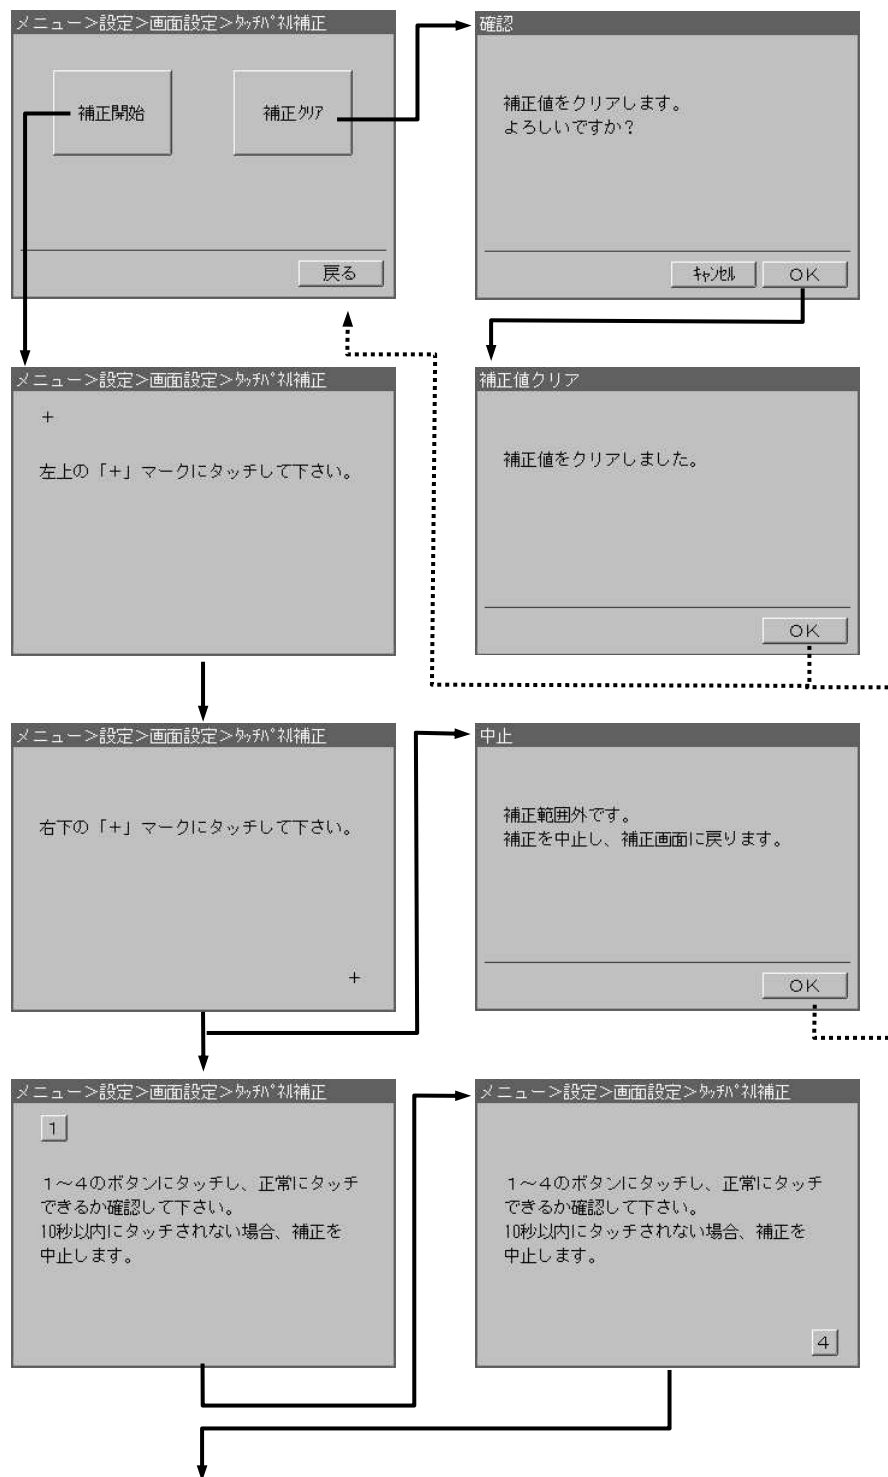 メニュー＞設定＞画面設定＞ﾀｯﾁﾊﾟﾈﾙ補正
補正開始
補正ｸﾘｱ
戻る
確認
補正値をクリアします。
よろしいですか？
ｷｬﾝｾﾙ
ＯＫ
メニュー＞設定＞画面設定＞ﾀｯﾁﾊﾟﾈﾙ補正
＋
左上の「＋」マークにタッチして下さい。
補正値クリア
補正値をクリアしました。
ＯＫ
メニュー＞設定＞画面設定＞ﾀｯﾁﾊﾟﾈﾙ補正
右下の「＋」マークにタッチして下さい。
＋
中止
補正範囲外です。
補正を中止し、補正画面に戻ります。
ＯＫ
メニュー＞設定＞画面設定＞ﾀｯﾁﾊﾟﾈﾙ補正
１
１～４のボタンにタッチし、正常にタッチ
できるか確認して下さい。
10秒以内にタッチされない場合、補正を
中止します。
メニュー＞設定＞画面設定＞ﾀｯﾁﾊﾟﾈﾙ補正
１～４のボタンにタッチし、正常にタッチ
できるか確認して下さい。
10秒以内にタッチされない場合、補正を
中止します。
４